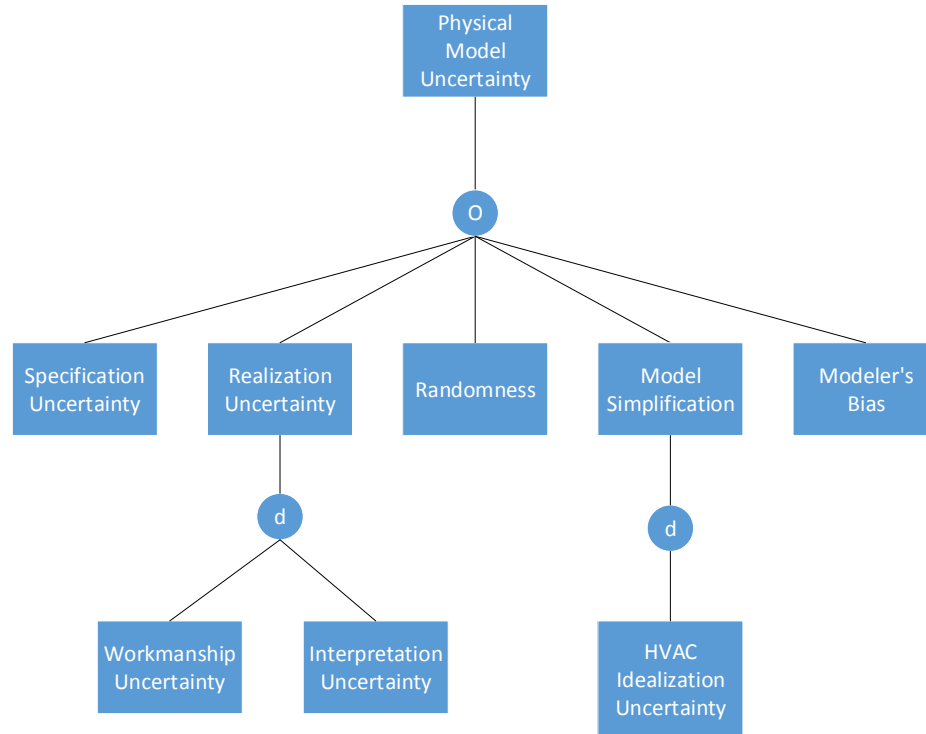 Physical
Model
Uncertainty
O
Specification
Uncertainty
Realization
Uncertainty
Randomness
Model
Simplification
Modeler's
Bias
d
d
Workmanship
Uncertainty
Interpretation
Uncertainty
HVAC
Idealization
Uncertainty